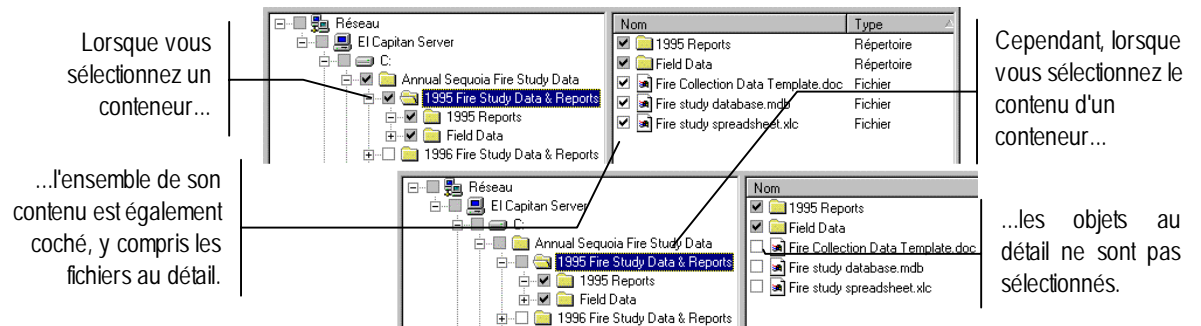 Lorsque vous
sélectionnez un
conteneur...
...l'ensemble de son
contenu est également
coché, y compris les
fichiers au détail.
Réseau
El Capitan Server
C:
Annual Sequoia Fire Study Data
1995 Fire Study Data & Reports
1995 Reports
Field Data
1996 Fire Study Data & Reports
Nom Type
1995 Reports Répertoire
Field Data Répertoire
Fire Collection Data Template.doc Fichier
Fire study database.mdb Fichier
Fire study spreadsheet.xlc Fichier
Cependant, lorsque
vous sélectionnez le
contenu d'un
conteneur...
Réseau
El Capitan Server
C:
Annual Sequoia Fire Study Data
1995 Fire Study Data & Reports
1995 Reports
Field Data
1996 Fire Study Data & Reports
Nom
1995 Reports
Field Data
Fire Collection Data Template.doc
Fire study database.mdb
Fire study spreadsheet.xlc
...les objets au
détail ne sont pas
sélectionnés.